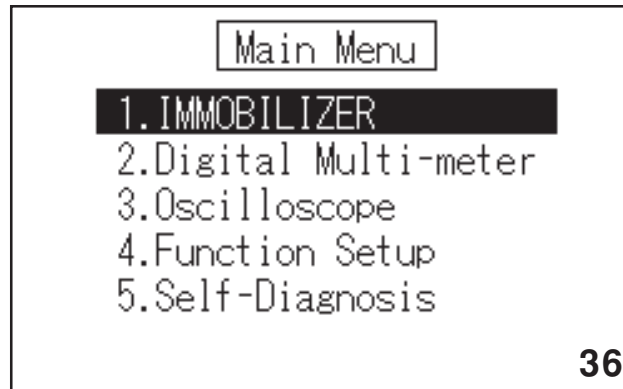 Main Menu
1.IMMOBILIZER
2.Digital Multi-meter
3.Oscilloscope
4.Function Setup
5.Self-Diagnosis
36